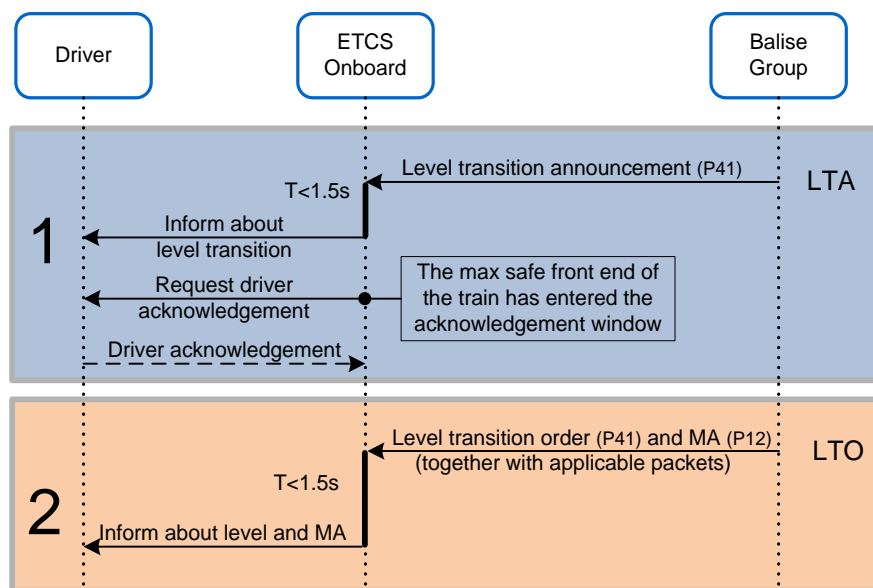 Driver
ETCS
Onboard
Balise
Group
1
Level transition announcement (P41)
LTA
T<1.5s
Inform about
level transition
Request driver
acknowledgement
The max safe front end of
the train has entered the
acknowledgement window
Driver acknowledgement
2
Level transition order (P41) and MA (P12)
(together with applicable packets)
LTO
T<1.5s
Inform about level and MA